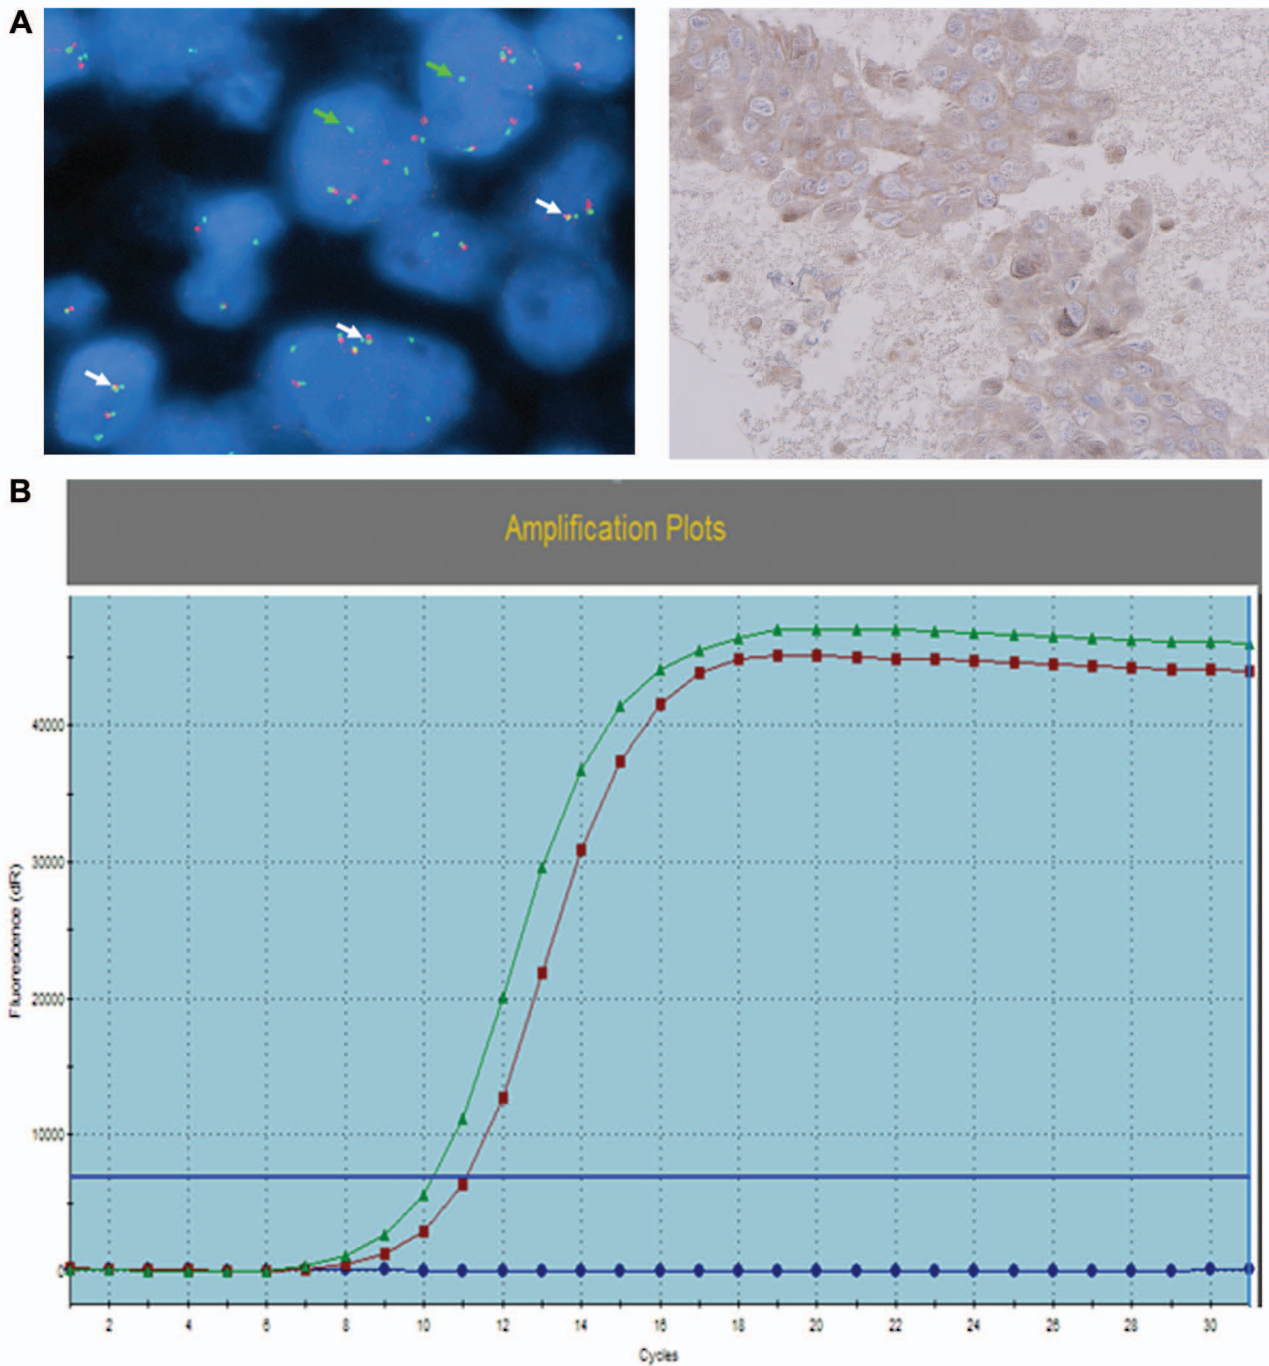 A
B
Amplification Plots
Fluorescence (dR)
40000
30000
20000
10000
0
2 4 6 8 10 12 14 16 18 20 22 24 26 28 30
Cycles